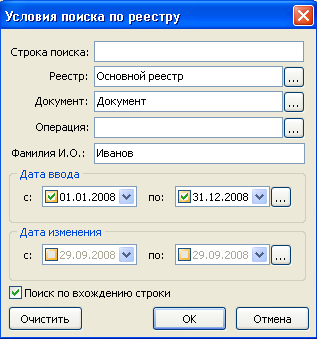 Условия поиска по реестру
Строка поиска:
Реестр: Основной реестр ...
Документ: Документ ...
Операция: ...
Фамилия И.О.: Иванов
Дата ввода
с: 01.01.2008 по: 31.12.2008 ...
Дата изменения
с: 29.09.2008 по: 29.09.2008 ...
Поиск по вхождению строки
Очистить ОК Отмена